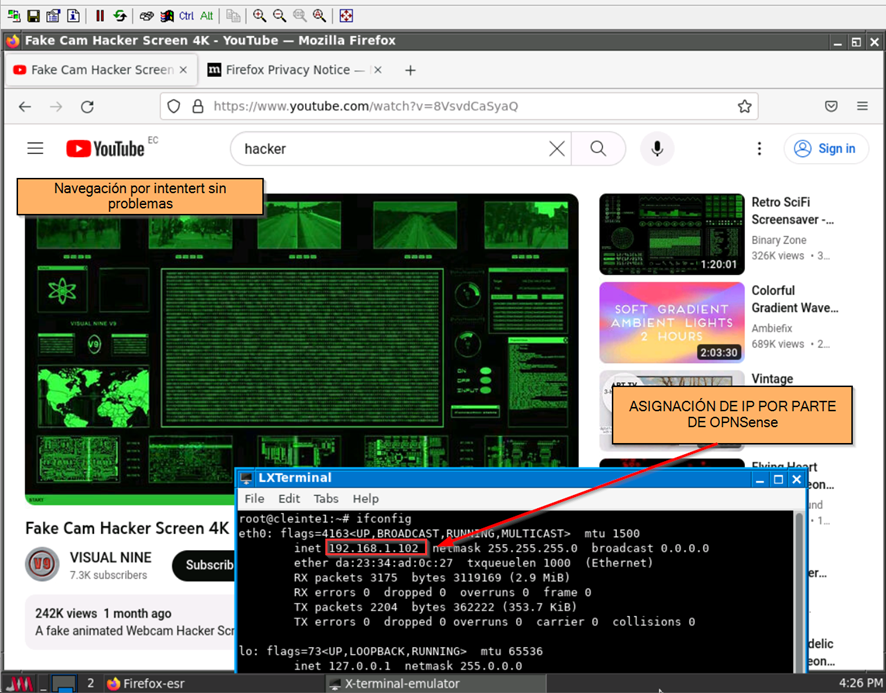 Ctrl Alt
Fake Cam Hacker Screen 4K - YouTube — Mozilla Firefox
Fake Cam Hacker Screen
Firefox Privacy Notice —
https://www.youtube.com/watch?v=8VsvdCaSyaQ
YouTube EC
hacker
Sign in
Navegación por intentert sin
problemas
VISUAL NINE V9
V9
START
Retro SciFi
Screensaver -...
Binary Zone
326K views • 3...
1:20:01
Colorful
Gradient Wave...
Ambiefix
689K views • 2...
SOFT GRADIENT
AMBIENT LIGHTS
2 HOURS
2:03:30
Vintage
ASIGNACIÓN DE IP POR PARTE
DE OPNSense
Flying Heart
Fake Cam Hacker Screen 4K
VISUAL NINE
7.3K subscribers
Subscrib
242K views 1 month ago
A fake animated Webcam Hacker Scr
LXTerminal
File Edit Tabs Help
root@cleinte1:~# ifconfig
eth0: flags=4163<UP,BROADCAST,RUNNING,MULTICAST> mtu 1500
inet 192.168.1.102 netmask 255.255.255.0 broadcast 0.0.0.0
ether da:23:34:ad:0c:27 txqueuelen 1000 (Ethernet)
RX packets 3175 bytes 3119169 (2.9 MiB)
RX errors 0 dropped 0 overruns 0 frame 0
TX packets 2204 bytes 362222 (353.7 KiB)
TX errors 0 dropped 0 overruns 0 carrier 0 collisions 0
lo: flags=73<UP,LOOPBACK,RUNNING> mtu 65536
inet 127.0.0.1 netmask 255.0.0.0
2 Firefox-esr
X-terminal-emulator
4:26 PM